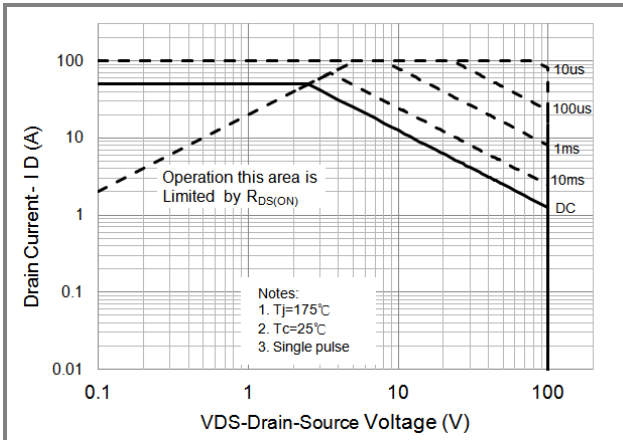 Drain Current- I D (A)
100
10
1
0.1
0.01
10us
100us
1ms
10ms
DC
Operation this area is
Limited by RDS(ON)
Notes:
1. Tj=175℃
2. Tc=25℃
3. Single pulse
0.1
1
10
100
VDS-Drain-Source Voltage (V)